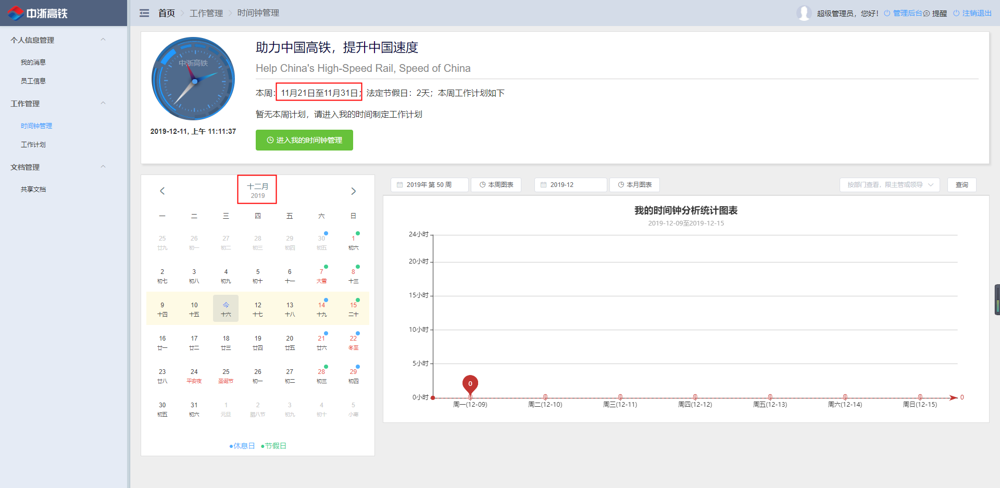 中浙高铁
首页 工作管理 时间钟管理
超级管理员，您好！ 管理后台 提醒 注销退出
个人信息管理
我的消息
员工信息
工作管理
时间钟管理
工作计划
文档管理
共享文档
中浙高铁
2019-12-11, 上午 11:11:37
助力中国高铁，提升中国速度
Help China's High-Speed Rail, Speed of China
本周：11月21日至11月31日；法定节假日：2天；本周工作计划如下
暂无本周计划，请进入我的时间制定工作计划
进入我的时间钟管理
十二月
2019
一 二 三 四 五 六 日
25 26 27 28 29 30 1
廿九 初一 初二 初三 初四 初五 初六
2 3 4 5 6 7 8
初七 初八 初九 初十 十一 大雪 十三
9 10 今 12 13 14 15
十四 十五 十六 十七 十八 十九 二十
16 17 18 19 20 21 22
廿一 廿二 廿三 廿四 廿五 廿六 冬至
23 24 25 26 27 28 29
廿八 平安夜 圣诞节 初一 初二 初三 初四
30 31 1 2 3 4 5
初五 初六 元旦 腊八节 初九 初十 小寒
休息日 节假日
2019年 第 50 周 本周图表 2019-12 本月图表 按部门查看，限主管或领导 查询
我的时间钟分析统计图表
2019-12-09至2019-12-15
24小时
20小时
15小时
10小时
5小时
0
0小时 0 0 0 0 0 0 0 0
周一(12-09) 周二(12-10) 周三(12-11) 周四(12-12) 周五(12-13) 周六(12-14) 周日(12-15)